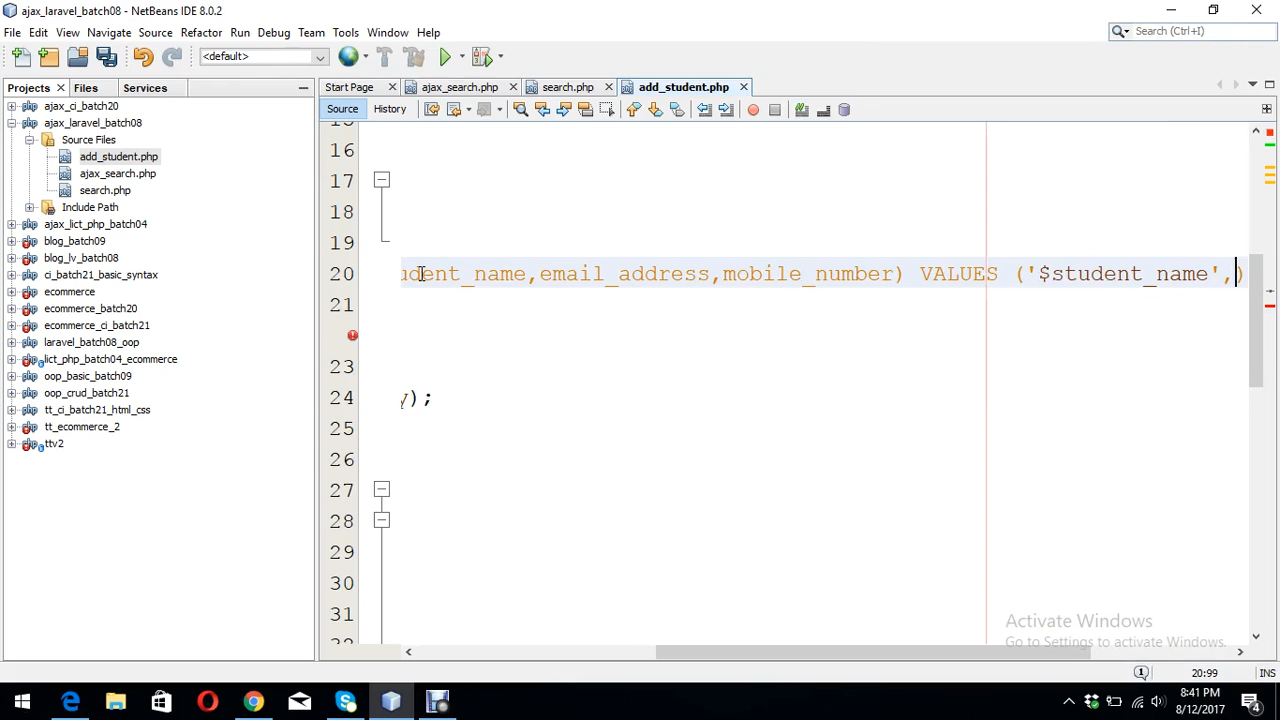 ajax_laravel_batch08 - NetBeans IDE 8.0.2
File Edit View Navigate Source Refactor Run Debug Team Tools Window Help
Search (Ctrl+I)
<default>
Projects Files Services
Start Page ajax_search.php search.php add_student.php
Source History
ajax_ci_batch20
ajax_laravel_batch08
Source Files
add_student.php
ajax_search.php
search.php
Include Path
ajax_lict_php_batch04
blog_batch09
blog_lv_batch08
ci_batch21_basic_syntax
ecommerce
ecommerce_batch20
ecommerce_ci_batch21
laravel_batch08_oop
lict_php_batch04_ecommerce
oop_basic_batch09
oop_crud_batch21
tt_ci_batch21_html_css
tt_ecommerce_2
ttv2
16
17
18
19
20 udent_name,email_address,mobile_number) VALUES ('$student_name',)
21
23
24 y);
25
26
27
28
29
30
31
Activate Windows
Go to Settings to activate Windows.
1 20:99 INS
8:41 PM
8/12/2017
4